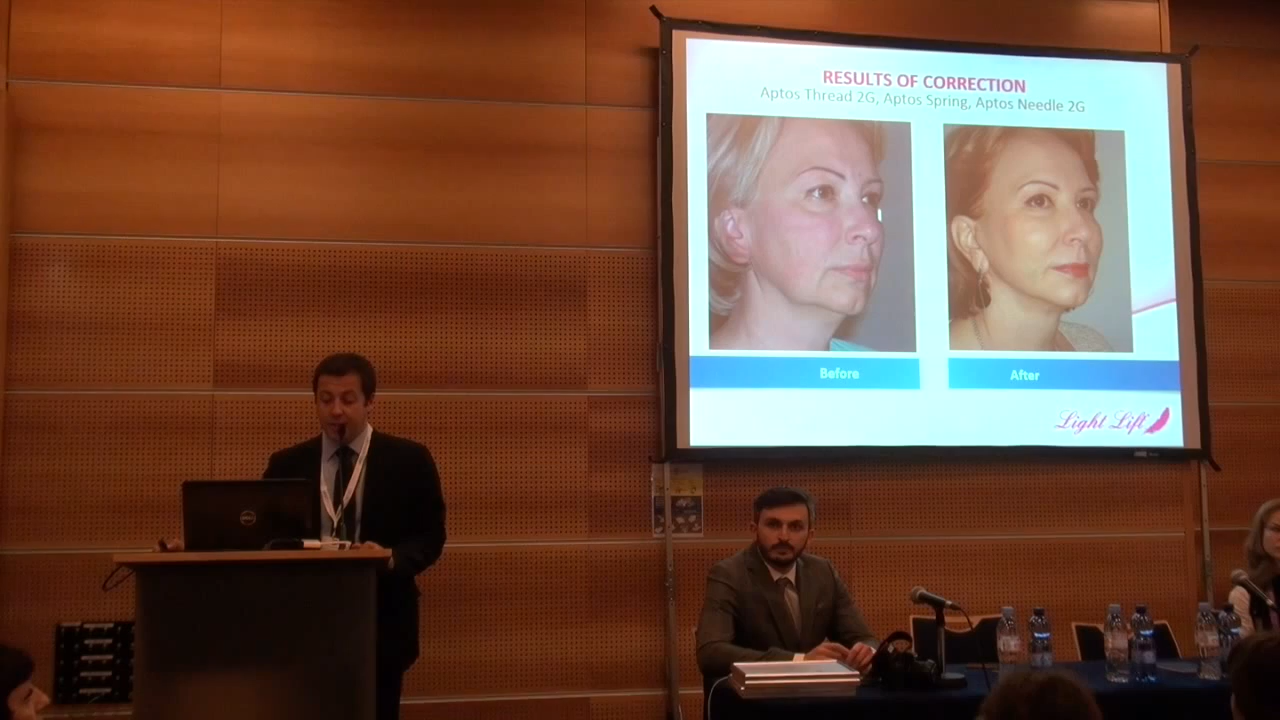 RESULTS OF CORRECTION
Aptos Thread 2G, Aptos Spring, Aptos Needle 2G
Before
After
Light Lift
DELL